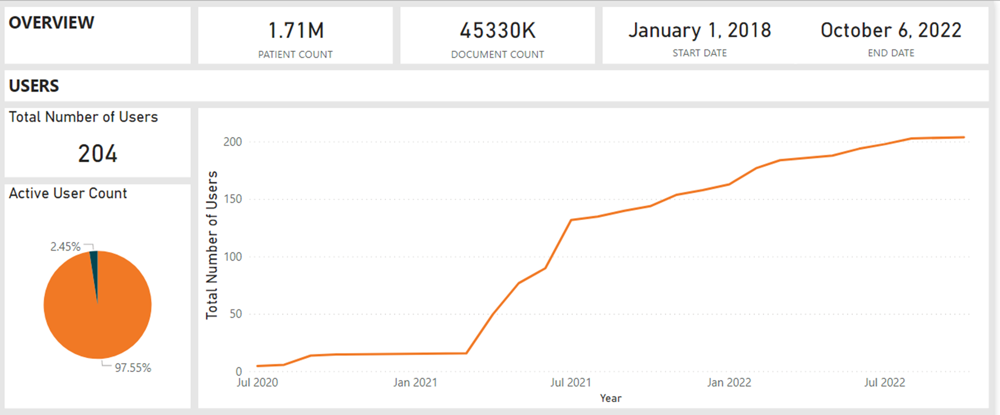 OVERVIEW
1.71M
PATIENT COUNT
45330K
DOCUMENT COUNT
January 1, 2018
START DATE
October 6, 2022
END DATE
USERS
Total Number of Users
204
Active User Count
2.45%
97.55%
Total Number of Users
200
150
100
50
0
Jul 2020
Jan 2021
Jul 2021
Jan 2022
Jul 2022
Year